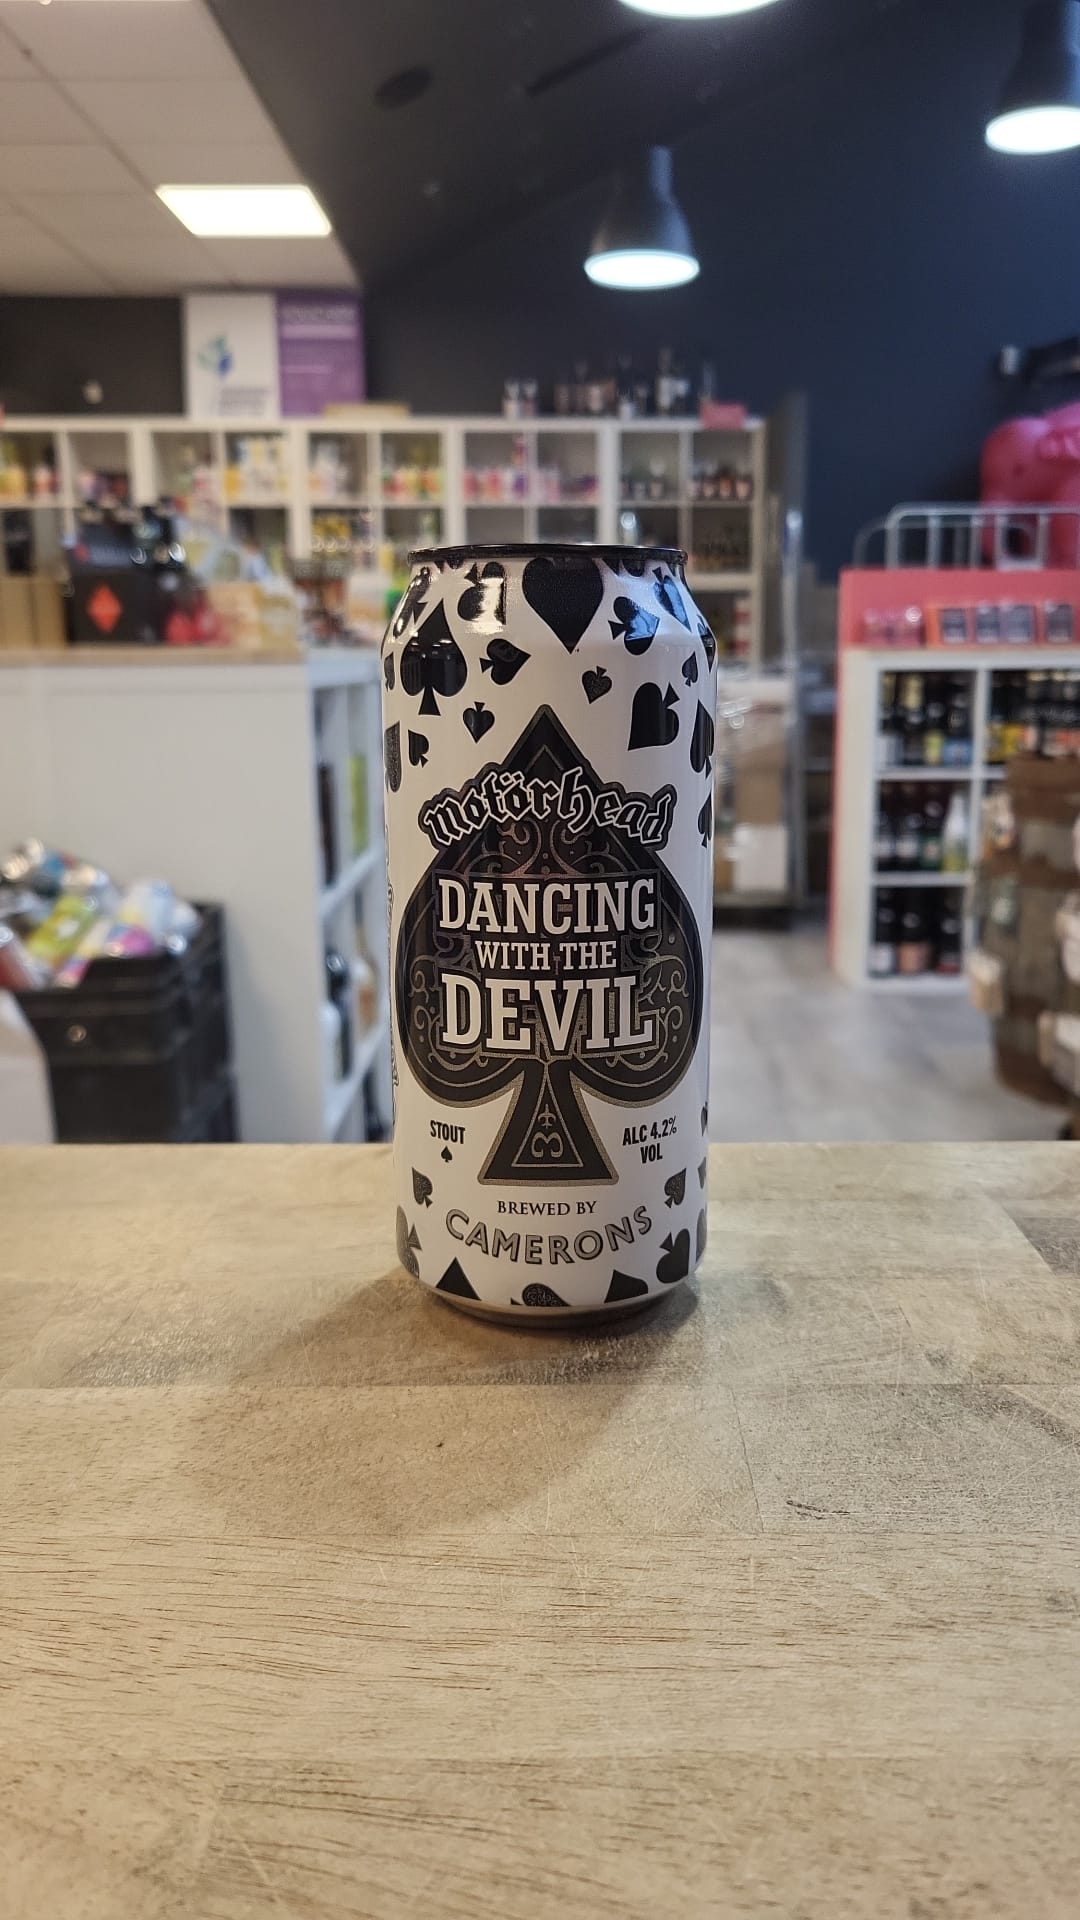 motörhead
DANCING
WITH THE
DEVIL
STOUT
ALC 4.2%
VOL
BREWED BY
CAMERONS